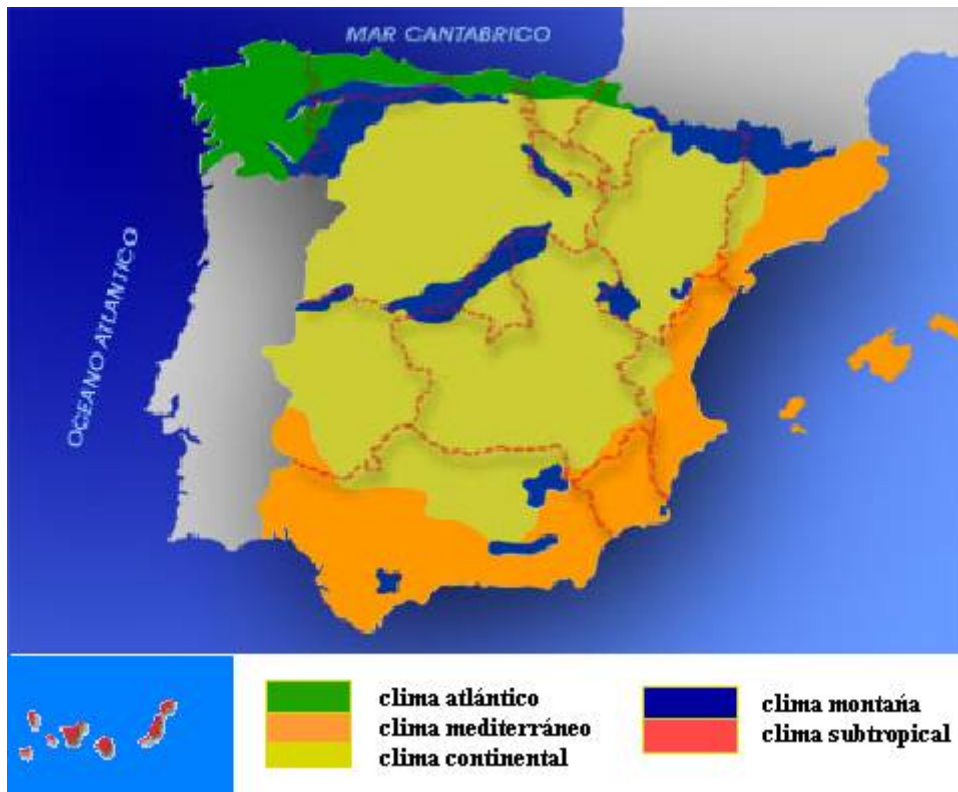 MAR CANTABRICO
OCEANO ATLANTICO
clima atlántico
clima mediterráneo
clima continental
clima montaña
clima subtropical